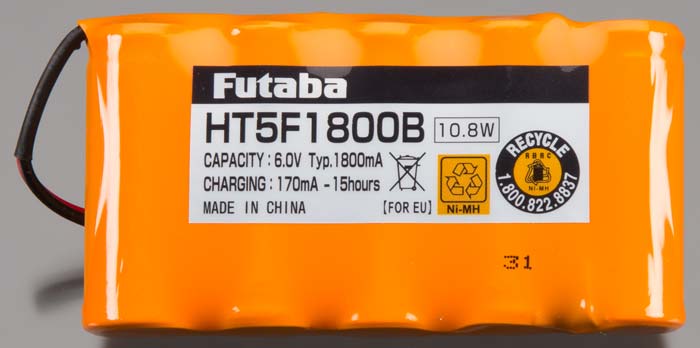 Futaba
HT5F1800B 10.8W
CAPACITY : 6.0V Typ.1800mA
CHARGING : 170mA - 15hours
MADE IN CHINA 【FOR EU】
Ni-MH
RECYCLE
RBRC
Ni-MH
1.800.822.8837
31